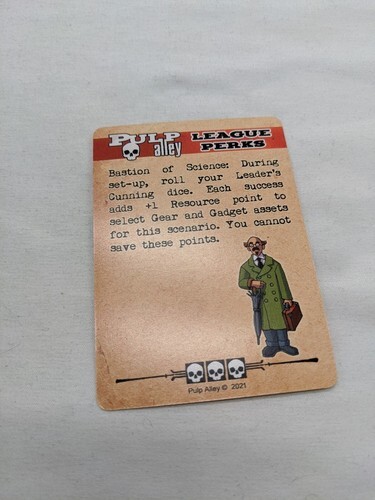 PULP alley
LEAGUE PERKS
Bastion of Science: During
set-up, roll your Leader's
Cunning dice. Each success
adds +1 Resource point to
select Gear and Gadget assets
for this scenario. You cannot
save these points.
Pulp Alley © 2021